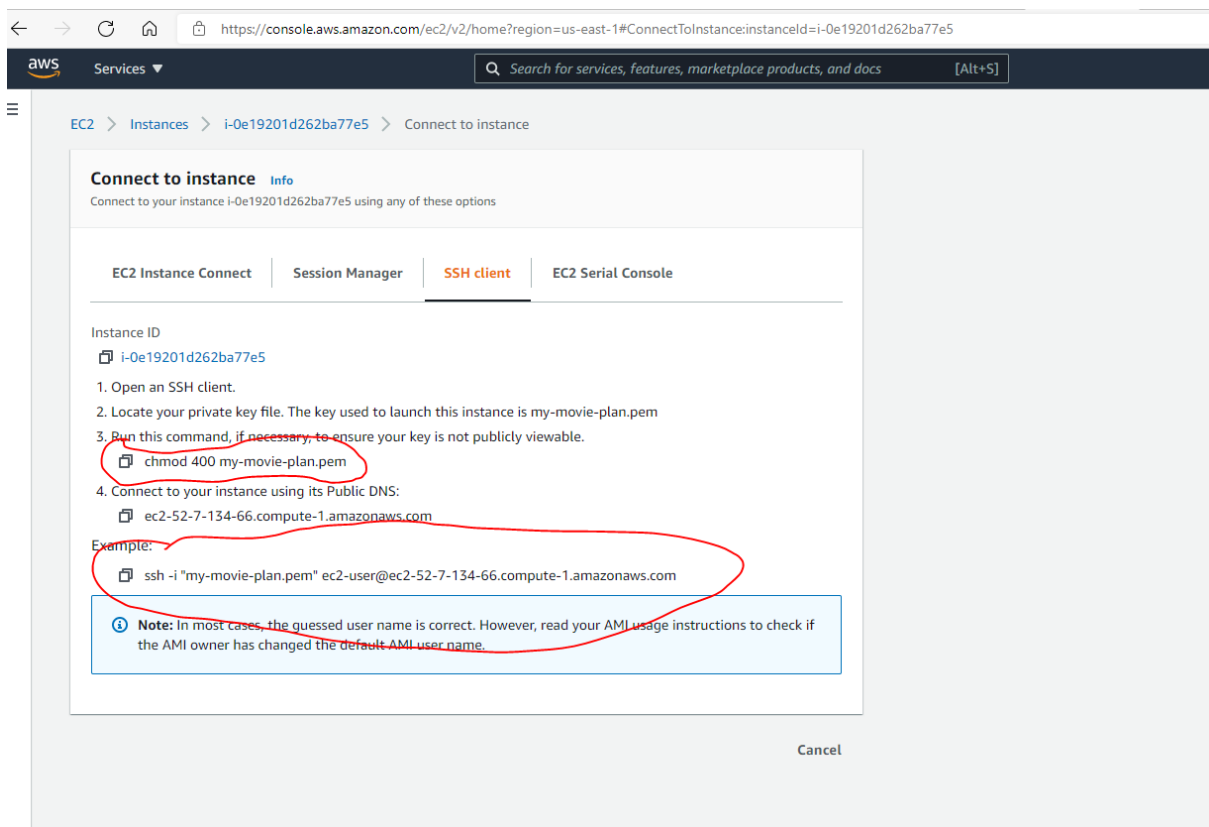 https://console.aws.amazon.com/ec2/v2/home?region=us-east-1#ConnectToInstance:instanceId=i-0e19201d262ba77e5
aws Services ▼ Search for services, features, marketplace products, and docs [Alt+S]
EC2 > Instances > i-0e19201d262ba77e5 > Connect to instance
Connect to instance Info
Connect to your instance i-0e19201d262ba77e5 using any of these options
EC2 Instance Connect Session Manager SSH client EC2 Serial Console
Instance ID
i-0e19201d262ba77e5
1. Open an SSH client.
2. Locate your private key file. The key used to launch this instance is my-movie-plan.pem
3. Run this command, if necessary, to ensure your key is not publicly viewable.
chmod 400 my-movie-plan.pem
4. Connect to your instance using its Public DNS:
ec2-52-7-134-66.compute-1.amazonaws.com
Example:
ssh -i "my-movie-plan.pem" ec2-user@ec2-52-7-134-66.compute-1.amazonaws.com
Note: In most cases, the guessed user name is correct. However, read your AMI usage instructions to check if
the AMI owner has changed the default AMI user name.
Cancel